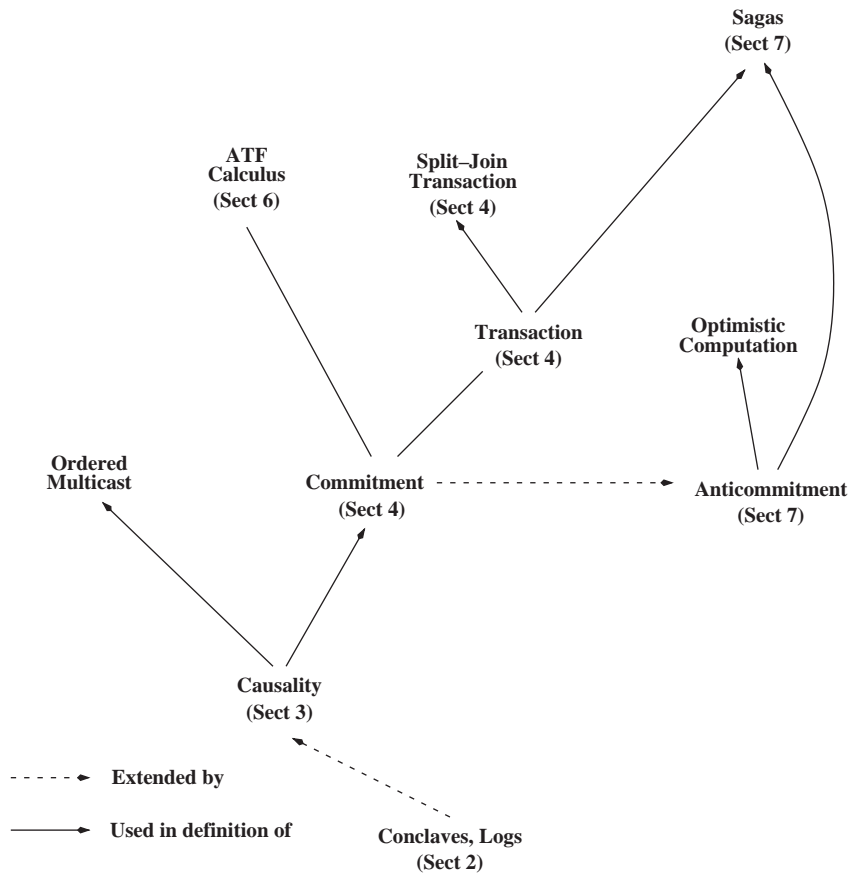 Sagas
(Sect 7)
ATF
Calculus
(Sect 6)
Split–Join
Transaction
(Sect 4)
Transaction
(Sect 4)
Optimistic
Computation
Ordered
Multicast
Commitment
(Sect 4)
Anticommitment
(Sect 7)
Causality
(Sect 3)
Extended by
Used in definition of
Conclaves, Logs
(Sect 2)